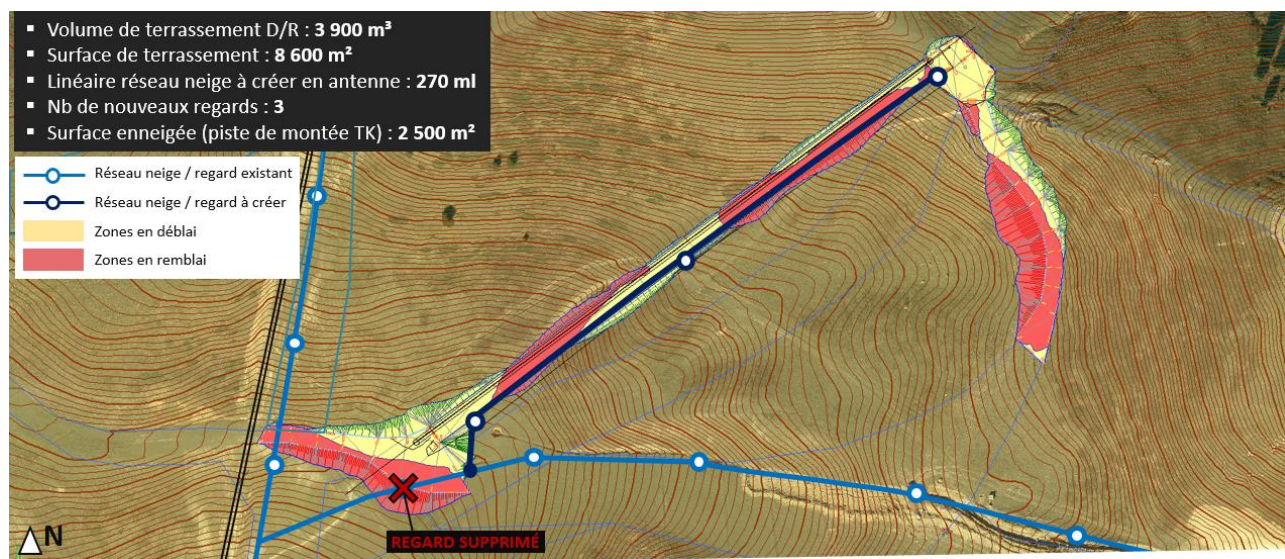 ▪ Volume de terrassement D/R : 3 900 m³
▪ Surface de terrassement : 8 600 m²
▪ Linéaire réseau neige à créer en antenne : 270 ml
▪ Nb de nouveaux regards : 3
▪ Surface enneigée (piste de montée TK) : 2 500 m²
Réseau neige / regard existant
Réseau neige / regard à créer
Zones en déblai
Zones en remblai
N
REGARD SUPPRIMÉ